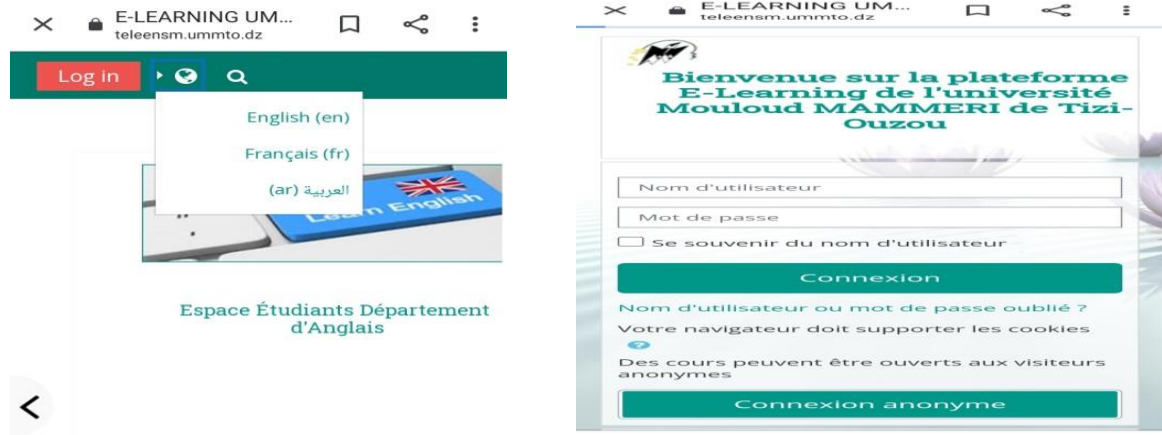 E-LEARNING UM...
teleensm.ummto.dz
Log in
English (en)
Français (fr)
العربية (ar)
Learn English
Espace Étudiants Département
d'Anglais
E-LEARNING UM...
teleensm.ummto.dz
Bienvenue sur la plateforme
E-Learning de l'université
Mouloud MAMMERI de Tizi-
Ouzou
Nom d'utilisateur
Mot de passe
Se souvenir du nom d'utilisateur
Connexion
Nom d'utilisateur ou mot de passe oublié ?
Votre navigateur doit supporter les cookies
?
Des cours peuvent être ouverts aux visiteurs
anonymes
Connexion anonyme